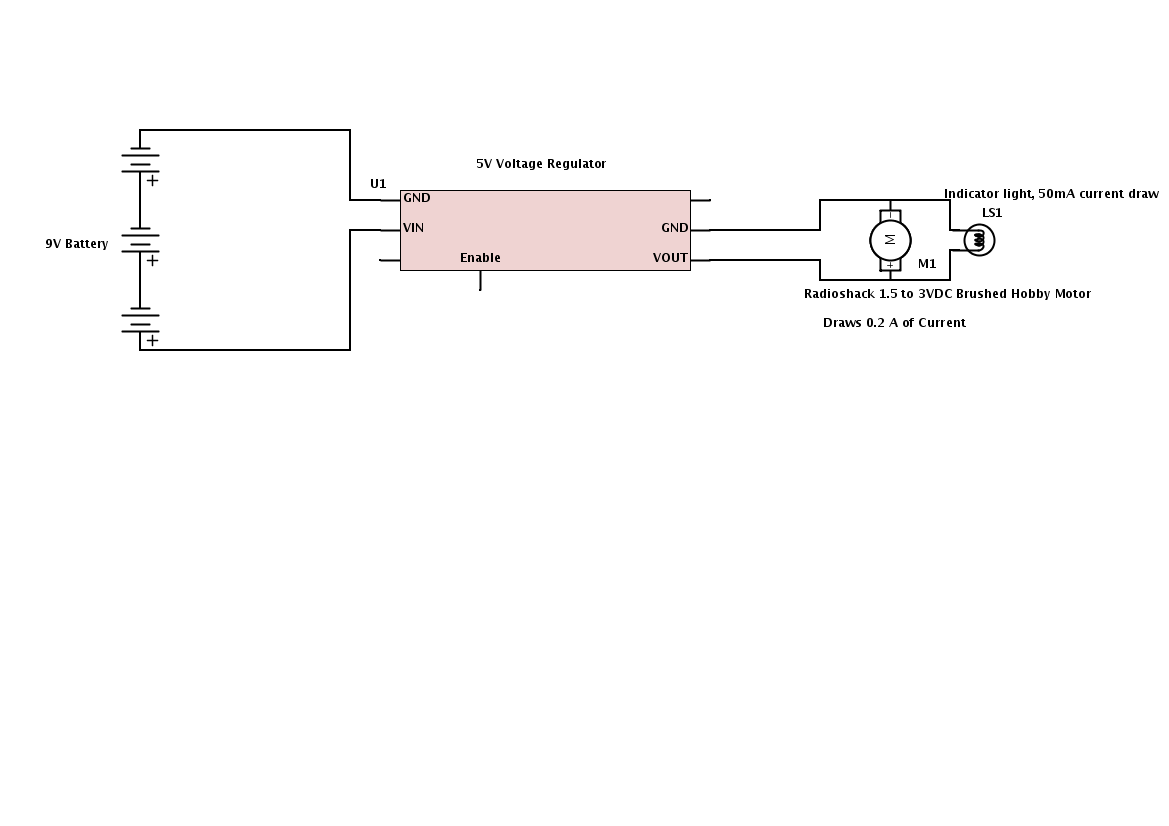 5V Voltage Regulator
U1
GND
VIN
Enable
GND
VOUT
9V Battery
+
+
+
Indicator light, 50mA current draw
LS1
M
+
M1
Radioshack 1.5 to 3VDC Brushed Hobby Motor
Draws 0.2 A of Current